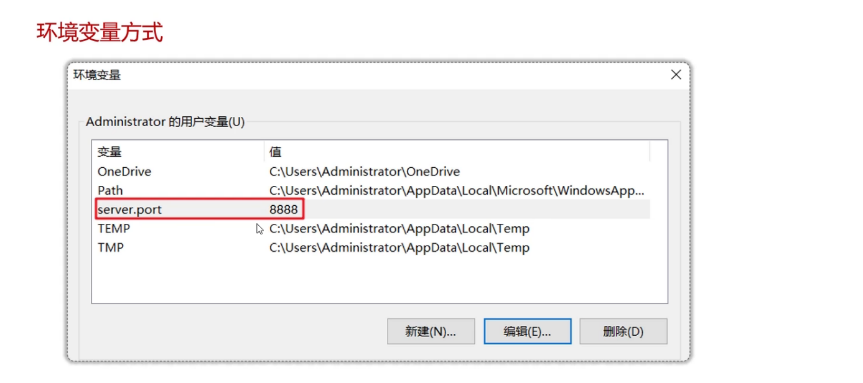 环境变量方式
环境变量
Administrator 的用户变量(U)
变量 值
OneDrive C:\Users\Administrator\OneDrive
Path C:\Users\Administrator\AppData\Local\Microsoft\WindowsApp...
server.port 8888
TEMP C:\Users\Administrator\AppData\Local\Temp
TMP C:\Users\Administrator\AppData\Local\Temp
新建(N)... 编辑(E)... 删除(D)